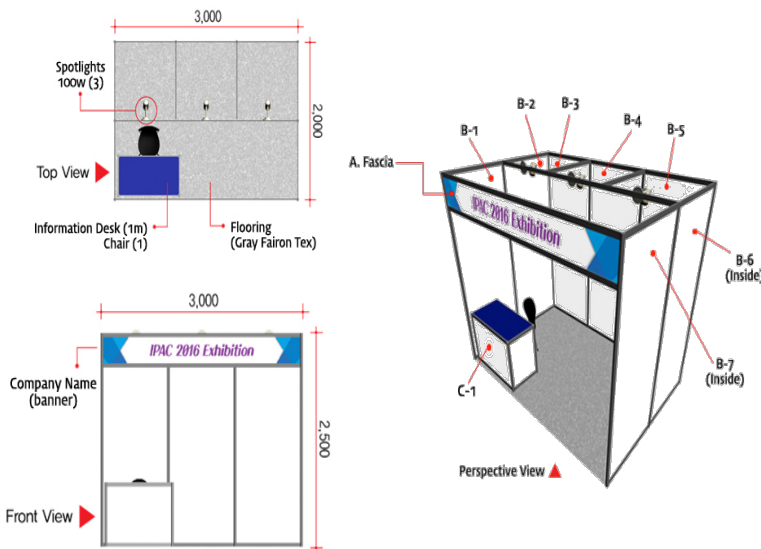 3,000
Spotlights
100w (3)
2,000
Top View
Information Desk (1m)
Chair (1)
Flooring
(Gray Fairon Tex)
3,000
IPAC 2016 Exhibition
Company Name
(banner)
2,500
Front View
B-1
B-2
B-3
B-4
B-5
A. Fascia
IPAC 2016 Exhibition
B-6
(Inside)
B-7
(Inside)
C-1
Perspective View